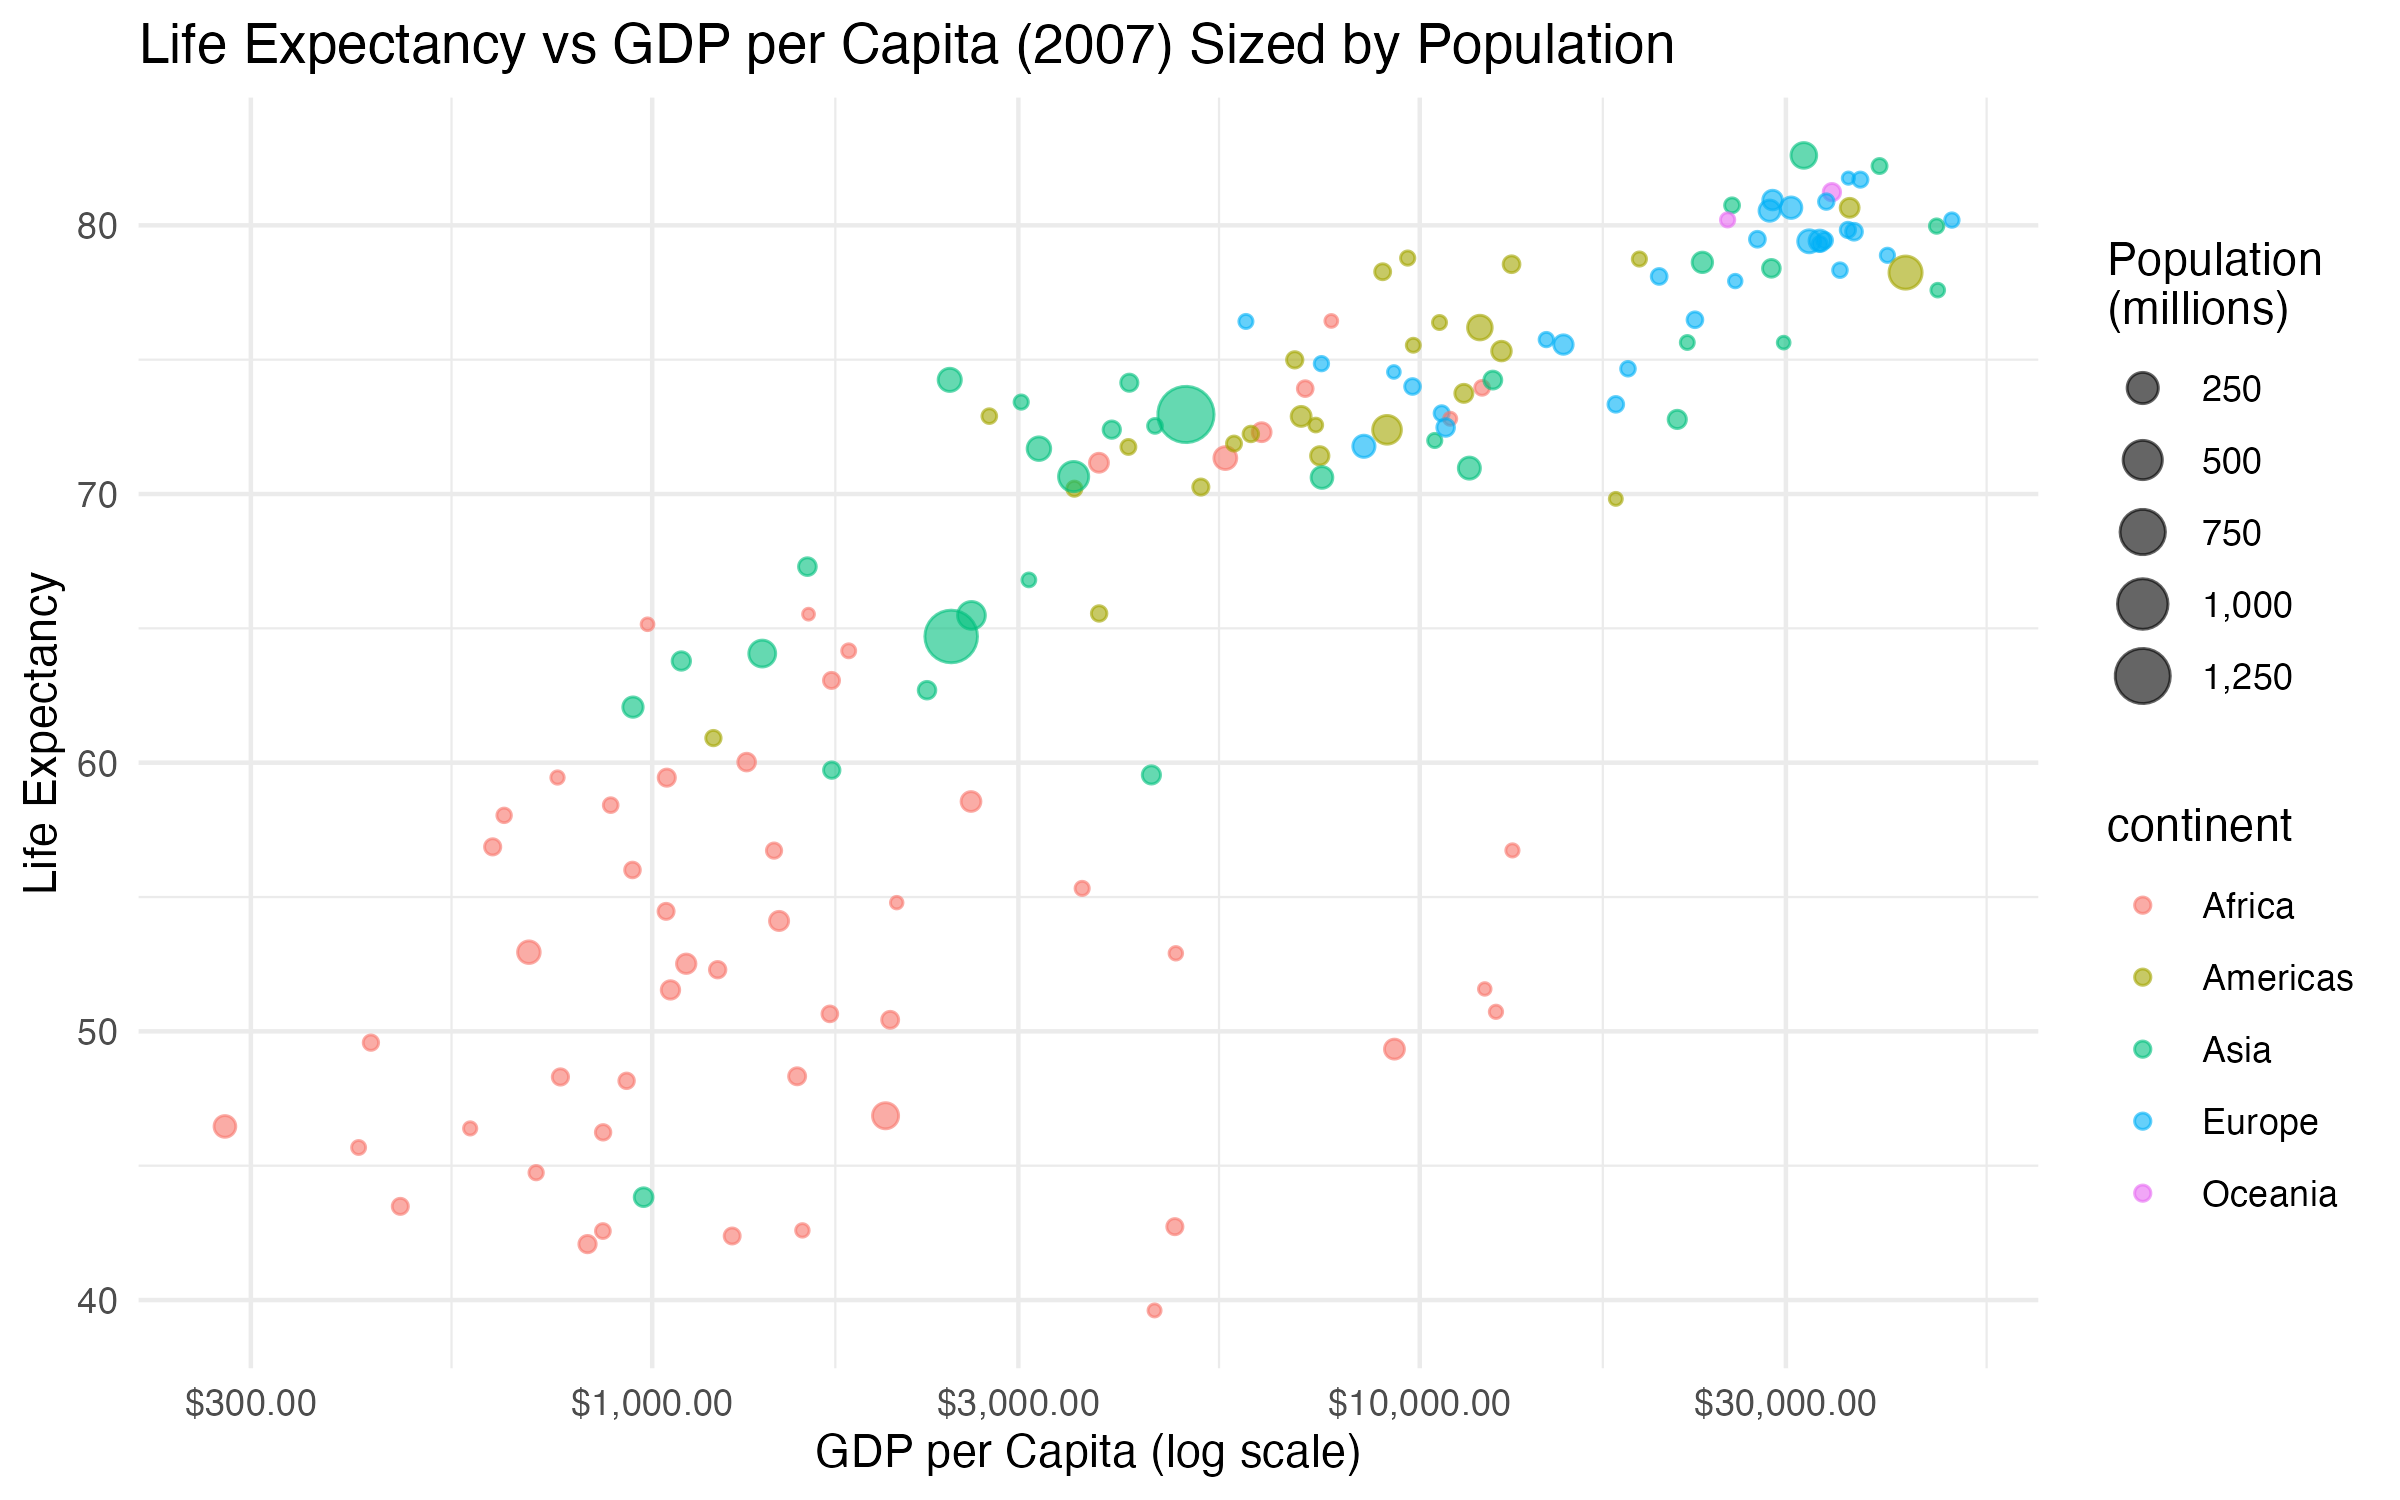 Life Expectancy vs GDP per Capita (2007) Sized by Population
Life Expectancy
80
70
60
50
40
$300.00
$1,000.00
$3,000.00
$10,000.00
$30,000.00
GDP per Capita (log scale)
Population
(millions)
250
500
750
1,000
1,250
continent
Africa
Americas
Asia
Europe
Oceania